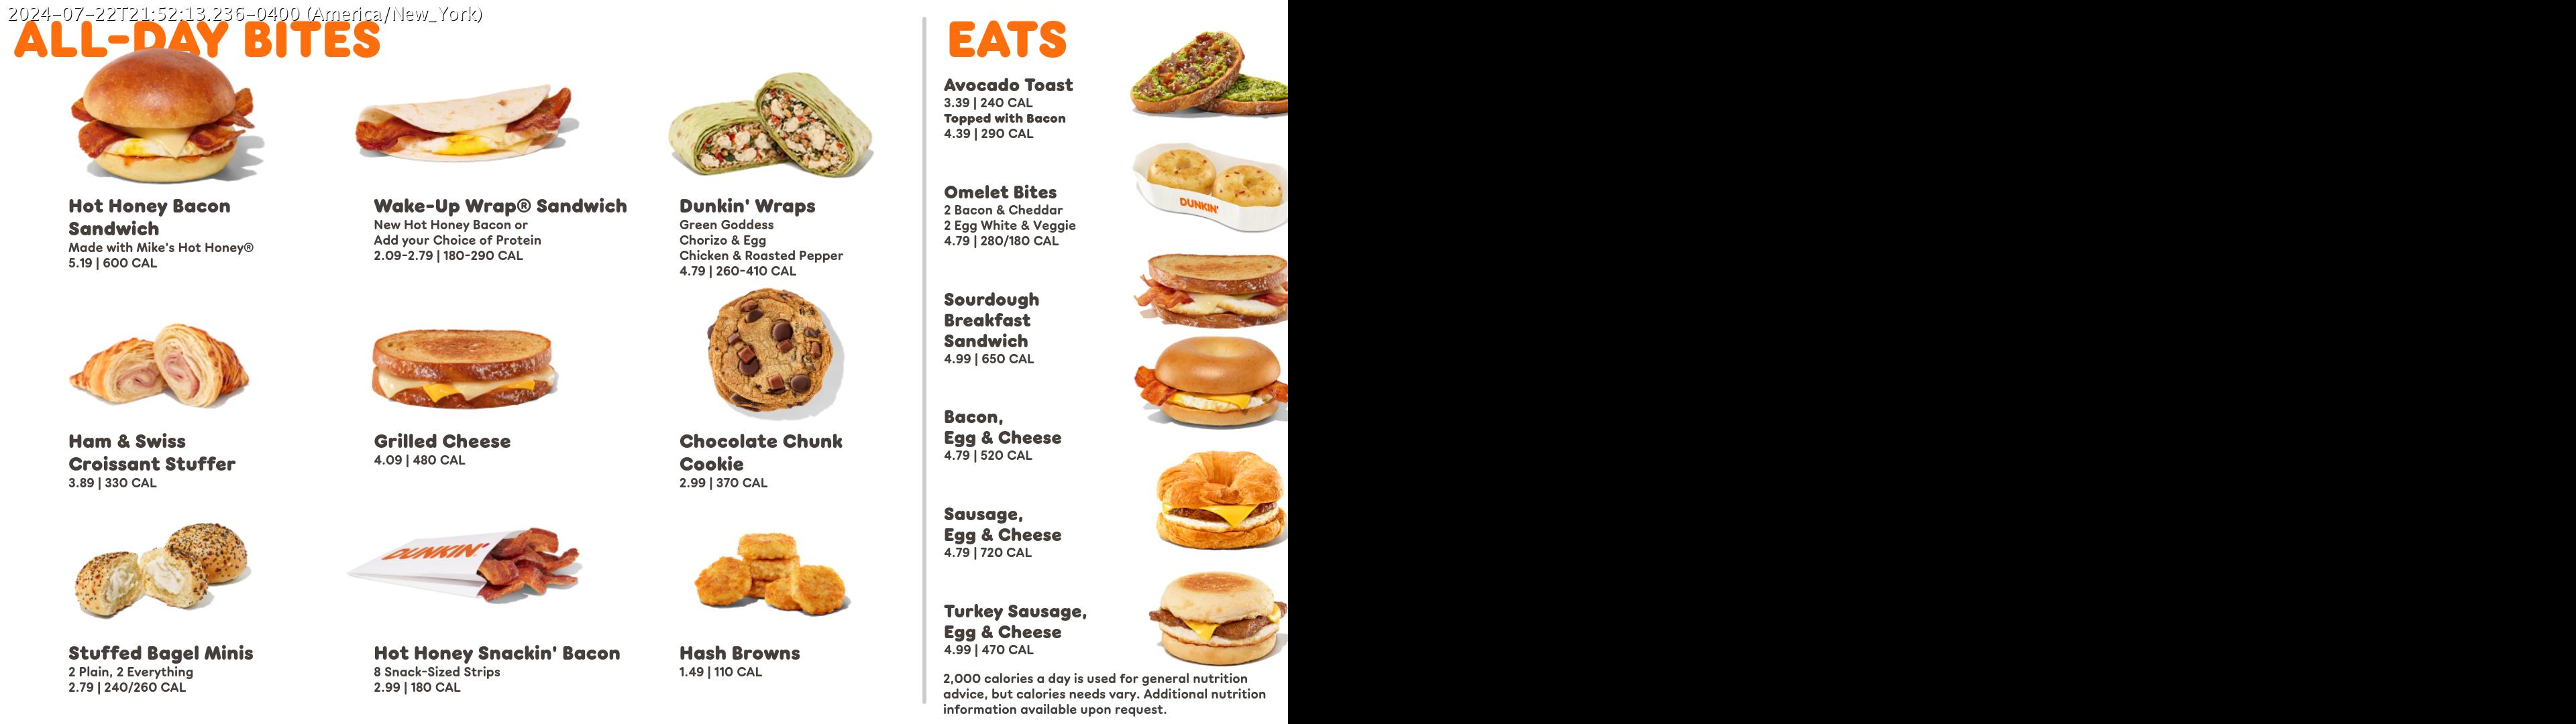 2024-07-22T21:52:13.236-0400 (America/New_York)
ALL-DAY BITES
Hot Honey Bacon
Sandwich
Made with Mike's Hot Honey®
5.19 | 600 CAL
Wake-Up Wrap® Sandwich
New Hot Honey Bacon or
Add your Choice of Protein
2.09-2.79 | 180-290 CAL
Dunkin' Wraps
Green Goddess
Chorizo & Egg
Chicken & Roasted Pepper
4.79 | 260-410 CAL
Ham & Swiss
Croissant Stuffer
3.89 | 330 CAL
Grilled Cheese
4.09 | 480 CAL
Chocolate Chunk
Cookie
2.99 | 370 CAL
DUNKIN'
Stuffed Bagel Minis
2 Plain, 2 Everything
2.79 | 240/260 CAL
Hot Honey Snackin' Bacon
8 Snack-Sized Strips
2.99 | 180 CAL
Hash Browns
1.49 | 110 CAL
EATS
Avocado Toast
3.39 | 240 CAL
Topped with Bacon
4.39 | 290 CAL
Omelet Bites
2 Bacon & Cheddar
2 Egg White & Veggie
4.79 | 280/180 CAL
DUNKIN'
Sourdough
Breakfast
Sandwich
4.99 | 650 CAL
Bacon,
Egg & Cheese
4.79 | 520 CAL
Sausage,
Egg & Cheese
4.79 | 720 CAL
Turkey Sausage,
Egg & Cheese
4.99 | 470 CAL
2,000 calories a day is used for general nutrition
advice, but calories needs vary. Additional nutrition
information available upon request.